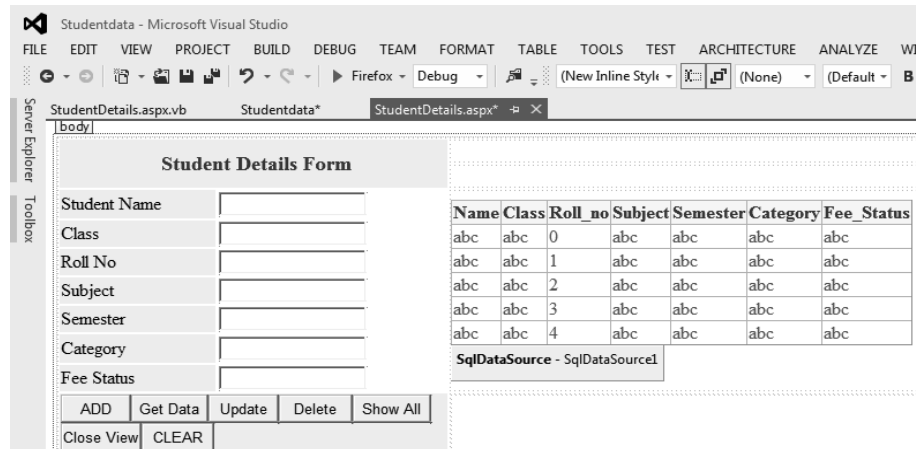 Studentdata - Microsoft Visual Studio
FILE EDIT VIEW PROJECT BUILD DEBUG TEAM FORMAT TABLE TOOLS TEST ARCHITECTURE ANALYZE WI
Firefox Debug (New Inline Style (None) (Default B
Server Explorer
Toolbox
StudentDetails.aspx.vb Studentdata* StudentDetails.aspx*
body
Student Details Form
Student Name
Class
Roll No
Subject
Semester
Category
Fee Status
ADD Get Data Update Delete Show All
Close View CLEAR
Name Class Roll_no Subject Semester Category Fee_Status
abc abc 0 abc abc abc abc
abc abc 1 abc abc abc abc
abc abc 2 abc abc abc abc
abc abc 3 abc abc abc abc
abc abc 4 abc abc abc abc
SqlDataSource - SqlDataSource1